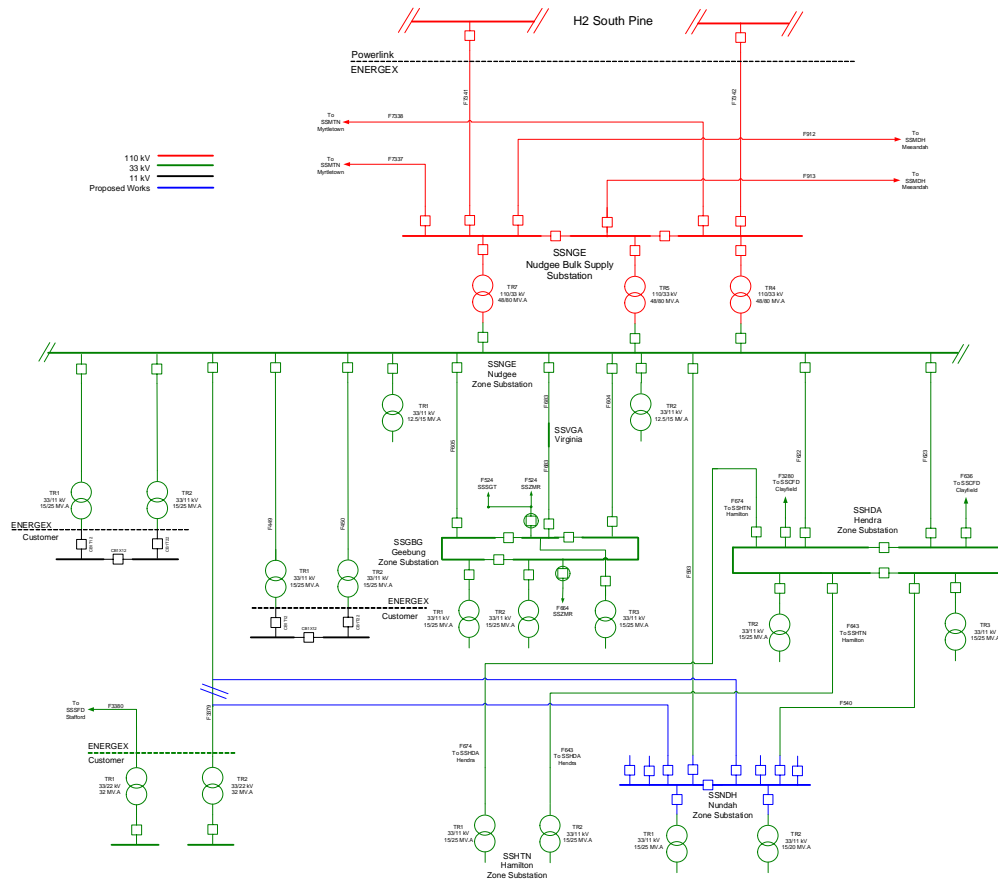 H2 South Pine
Powerlink
ENERGEX
F7341
F7342
To
SSMTN
Myrtletown
F7338
F912
To
SSMDH
Meeandah
To
SSMTN
Myrtletown
F7337
F913
To
SSMDH
Meeandah
110 kV
33 kV
11 kV
Proposed Works
SSNGE
Nudgee Bulk Supply
Substation
TR7
110/33 kV
48/80 MV.A
TR5
110/33 kV
48/80 MV.A
TR4
110/33 kV
48/80 MV.A
SSNGE
Nudgee
Zone Substation
TR1
33/11 kV
12.5/15 MV.A
TR2
33/11 kV
12.5/15 MV.A
F605
F683
F604
SSVGA
Virginia
F683
F622
F623
F449
F450
F593
TR1
33/11 kV
15/25 MV.A
TR2
33/11 kV
15/25 MV.A
ENERGEX
Customer
CB1X12
F524
SSSGT
F524
SSZMR
F674
To SSHTN
Hamilton
F3280
To SSCFD
Clayfield
F636
To SSCFD
Clayfield
SSHDA
Hendra
Zone Substation
SSGBG
Geebung
Zone Substation
TR1
33/11 kV
15/25 MV.A
TR2
33/11 kV
15/25 MV.A
ENERGEX
Customer
CB1X12
TR1
33/11 kV
15/25 MV.A
TR2
33/11 kV
15/25 MV.A
F664
SSZMR
TR3
33/11 kV
15/25 MV.A
TR2
33/11 kV
15/25 MV.A
F643
To SSHTN
Hamilton
TR3
33/11 kV
15/25 MV.A
To
SSSFD
Stafford
F3380
F3979
F540
ENERGEX
Customer
TR1
33/22 kV
32 MV.A
TR2
33/22 kV
32 MV.A
F674
To SSHDA
Hendra
F643
To SSHDA
Hendra
TR1
33/11 kV
15/25 MV.A
TR2
33/11 kV
15/25 MV.A
SSHTN
Hamilton
Zone Substation
SSNDH
Nundah
Zone Substation
TR1
33/11 kV
15/25 MV.A
TR2
33/11 kV
15/20 MV.A